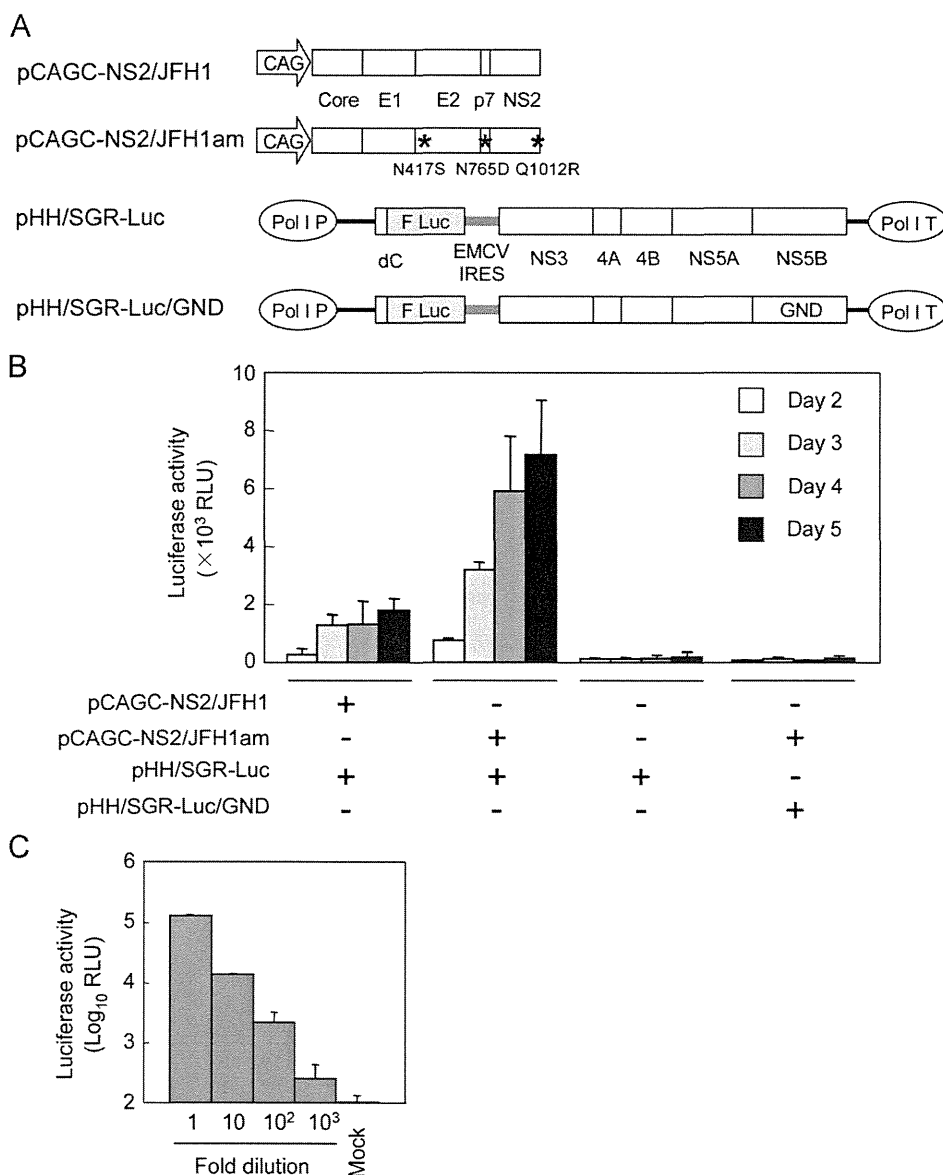 A
pCAGC-NS2/JFH1
CAG
Core E1 E2 p7 NS2
pCAGC-NS2/JFH1am
CAG * * *
N417S N765D Q1012R
pHH/SGR-Luc
Pol I P F Luc Pol I T
dC EMCV IRES NS3 4A 4B NS5A NS5B
pHH/SGR-Luc/GND
Pol I P F Luc GND Pol I T
B
Luciferase activity
(×10³ RLU)
10
8
6
4
2
0
Day 2
Day 3
Day 4
Day 5
pCAGC-NS2/JFH1 + - - -
pCAGC-NS2/JFH1am - + - +
pHH/SGR-Luc + + + -
pHH/SGR-Luc/GND - - - +
C
Luciferase activity
(Log₁₀ RLU)
6
5
4
3
2
1 10 10² 10³ Mock
Fold dilution